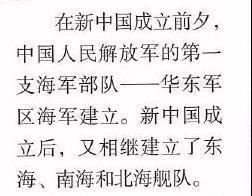 在新中国成立前夕，
中国人民解放军的第一
支海军部队——华东军
区海军建立。新中国成
立后，又相继建立了东
海、南海和北海舰队。